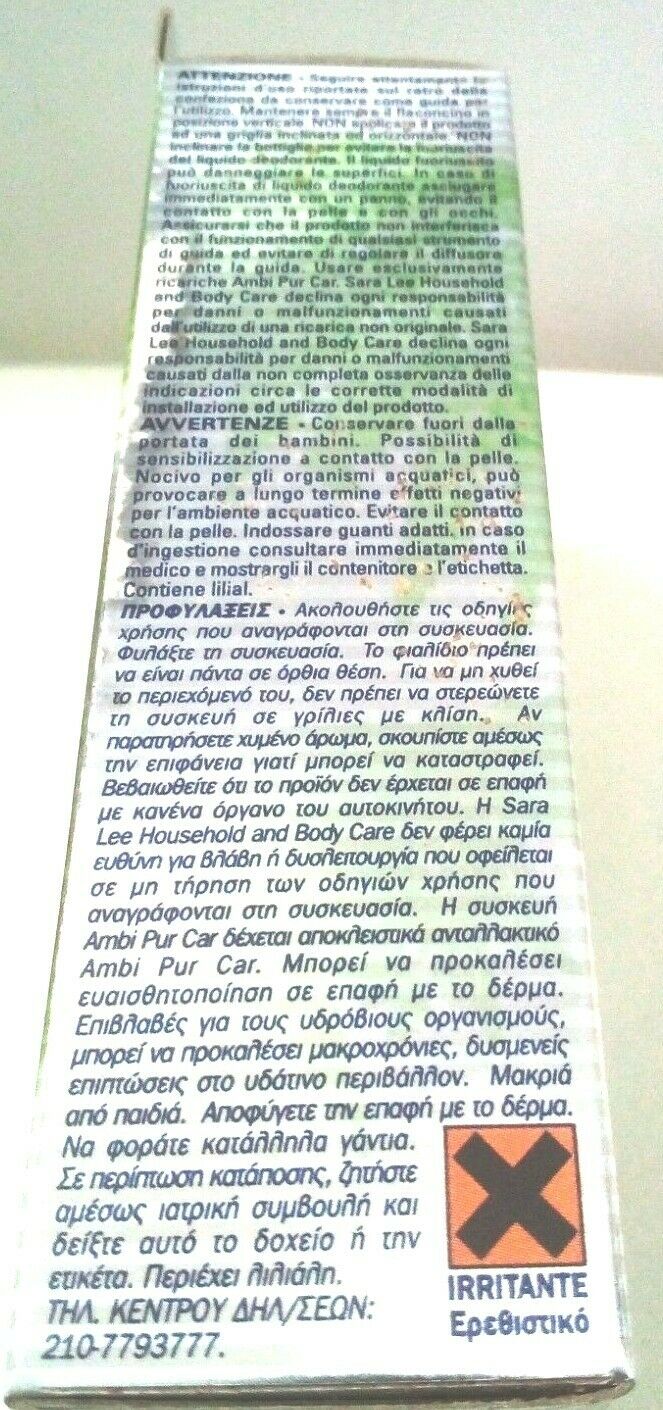 ATTENZIONE - Seguire attentamente le
istruzioni d'uso riportate sul retro della
confezione da conservare come guida per
l'utilizzo. Mantenere sempre il flaconcino in
posizione verticale. NON applicare il prodotto
ad una griglia inclinata od orizzontale. NON
inclinare la bottiglia per evitare la fuoriuscita
del liquido deodorante. Il liquido fuoriuscito
può danneggiare le superfici. In caso di
fuoriuscita di liquido deodorante asciugare
immediatamente con un panno, evitando il
contatto con la pelle e con gli occhi.
Assicurarsi che il prodotto non interferisca
con il funzionamento di qualsiasi strumento
di guida ed evitare di regolare il diffusore
durante la guida. Usare esclusivamente
ricariche Ambi Pur Car. Sara Lee Household
and Body Care declina ogni responsabilità
per danni o malfunzionamenti causati
dall'utilizzo di una ricarica non originale. Sara
Lee Household and Body Care declina ogni
responsabilità per danni o malfunzionamenti
causati dalla non completa osservanza delle
indicazioni circa le corrette modalità di
installazione ed utilizzo del prodotto.
AVVERTENZE - Conservare fuori dalla
portata dei bambini. Possibilità di
sensibilizzazione a contatto con la pelle.
Nocivo per gli organismi acquatici, può
provocare a lungo termine effetti negativi
per l'ambiente acquatico. Evitare il contatto
con la pelle. Indossare guanti adatti. in caso
d'ingestione consultare immediatamente il
medico e mostrargli il contenitore o l'etichetta.
Contiene lilial.
ΠΡΟΦΥΛΑΞΕΙΣ - Ακολουθήστε τις οδηγίες
χρήσης που αναγράφονται στη συσκευασία.
Φυλάξτε τη συσκευασία. Το φιαλίδιο πρέπει
να είναι πάντα σε όρθια θέση. Για να μη χυθεί
το περιεχόμενό του, δεν πρέπει να στερεώνετε
τη συσκευή σε γρίλιες με κλίση. Αν
παρατηρήσετε χυμένο άρωμα, σκουπίστε αμέσως
την επιφάνεια γιατί μπορεί να καταστραφεί.
Βεβαιωθείτε ότι το προϊόν δεν έρχεται σε επαφή
με κανένα όργανο του αυτοκινήτου. Η Sara
Lee Household and Body Care δεν φέρει καμία
ευθύνη για βλάβη ή δυσλειτουργία που οφείλεται
σε μη τήρηση των οδηγιών χρήσης που
αναγράφονται στη συσκευασία. Η συσκευή
Ambi Pur Car δέχεται αποκλειστικά ανταλλακτικό
Ambi Pur Car. Μπορεί να προκαλέσει
ευαισθητοποίηση σε επαφή με το δέρμα.
Επιβλαβές για τους υδρόβιους οργανισμούς,
μπορεί να προκαλέσει μακροχρόνιες, δυσμενείς
επιπτώσεις στο υδάτινο περιβάλλον. Μακριά
από παιδιά. Αποφύγετε την επαφή με το δέρμα.
Να φοράτε κατάλληλα γάντια.
Σε περίπτωση κατάποσης, ζητήστε
αμέσως ιατρική συμβουλή και
δείξτε αυτό το δοχείο ή την
ετικέτα. Περιέχει λιλιάλη.
ΤΗΛ. ΚΕΝΤΡΟΥ ΔΗΛ/ΣΕΩΝ:
210-7793777.
IRRITANTE
Ερεθιστικό